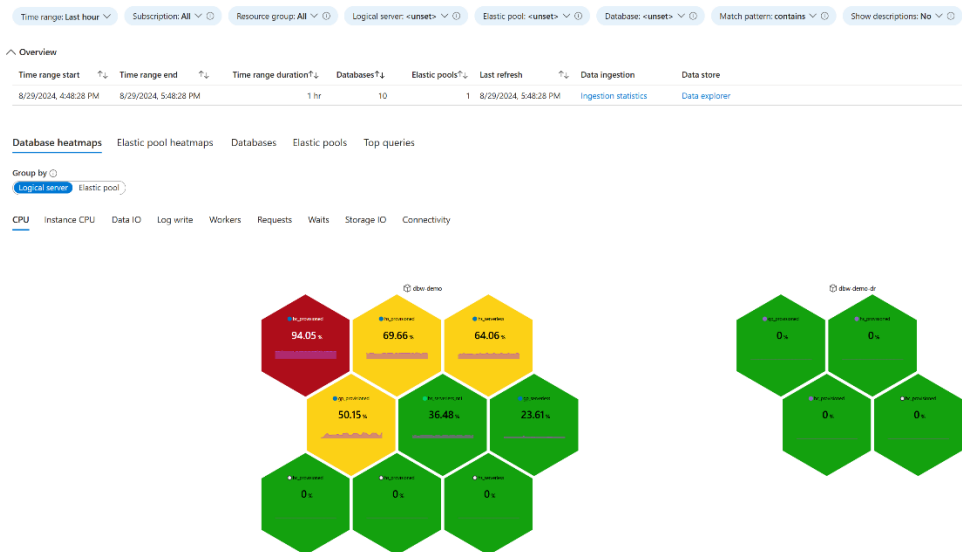 Time range: Last hour Subscription: All Resource group: All Logical server: <unset> Elastic pool: <unset> Database: <unset> Match pattern: contains Show descriptions: No
Overview
Time range start Time range end Time range duration Databases Elastic pools Last refresh Data ingestion Data store
8/29/2024, 4:48:28 PM 8/29/2024, 5:48:28 PM 1 hr 10 1 8/29/2024, 5:48:28 PM Ingestion statistics Data explorer
Database heatmaps Elastic pool heatmaps Databases Elastic pools Top queries
Group by
Logical server Elastic pool
CPU Instance CPU Data IO Log write Workers Requests Waits Storage IO Connectivity
dbw-demo dbw-demo-dr
94.05 % 69.66 % 64.06 % 0 % 0 %
gp_provisioned
50.15 % 36.48 % 23.61 % 0 % 0 %
0 % 0 % 0 %